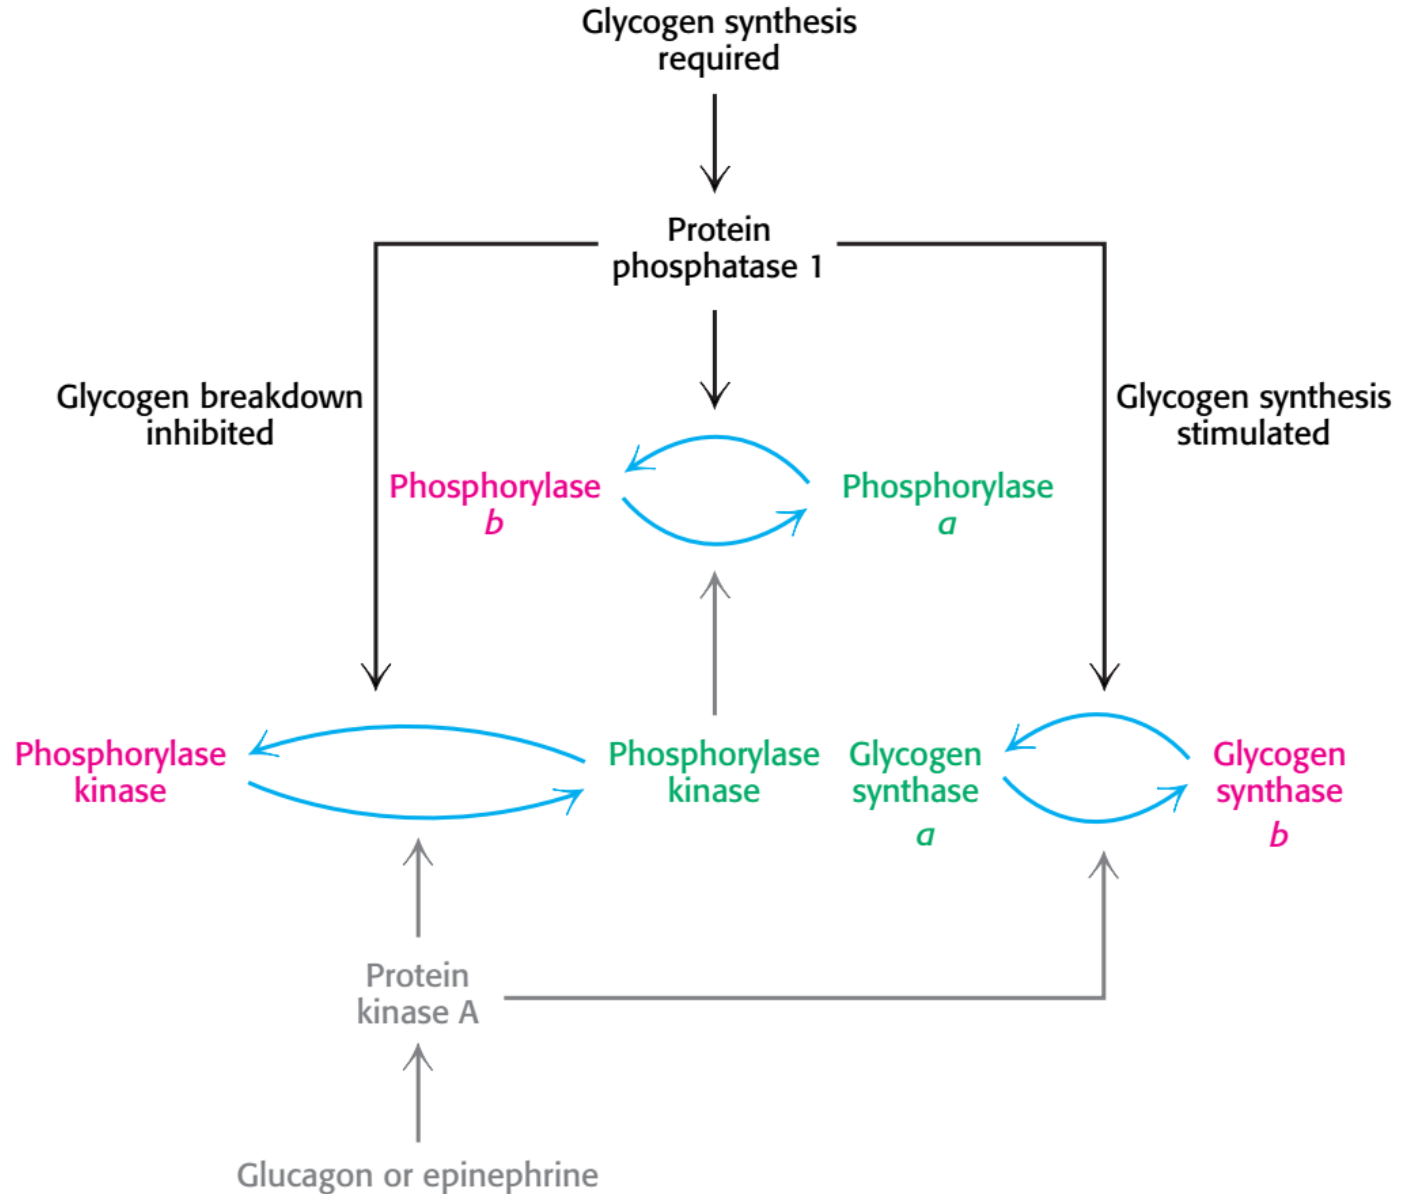 Glycogen synthesis
required
Protein
phosphatase 1
Glycogen breakdown
inhibited
Glycogen synthesis
stimulated
Phosphorylase
b
Phosphorylase
a
Phosphorylase
kinase
Phosphorylase
kinase
Glycogen
synthase
a
Glycogen
synthase
b
Protein
kinase A
Glucagon or epinephrine